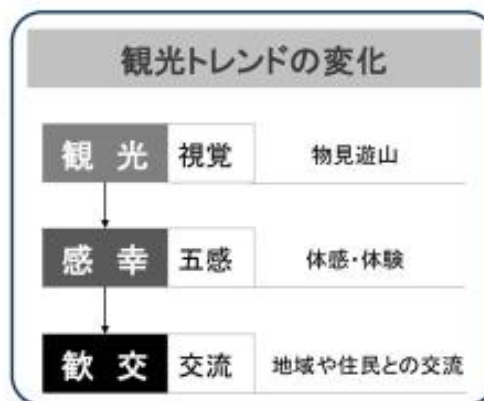 観光トレンドの変化
観光 視覚 物見遊山
感幸 五感 体感・体験
歓交 交流 地域や住民との交流